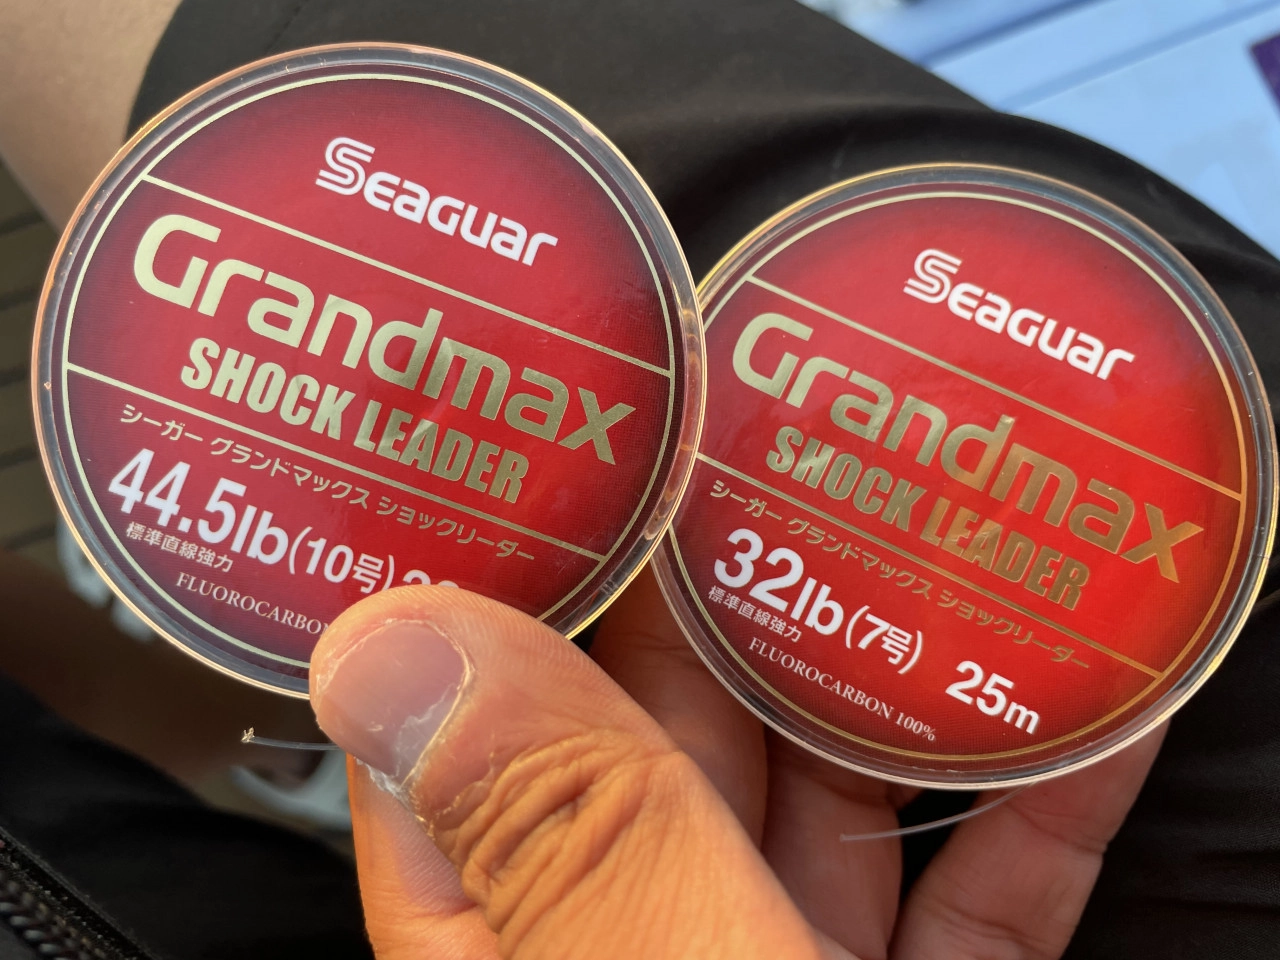 SEAGUAR
Grandmax
SHOCK LEADER
シーガー グランドマックス ショックリーダー
44.5lb(10号)
標準直線強力
FLUOROCARBON
SEAGUAR
Grandmax
SHOCK LEADER
シーガー グランドマックス ショックリーダー
32lb(7号) 25m
標準直線強力
FLUOROCARBON 100%